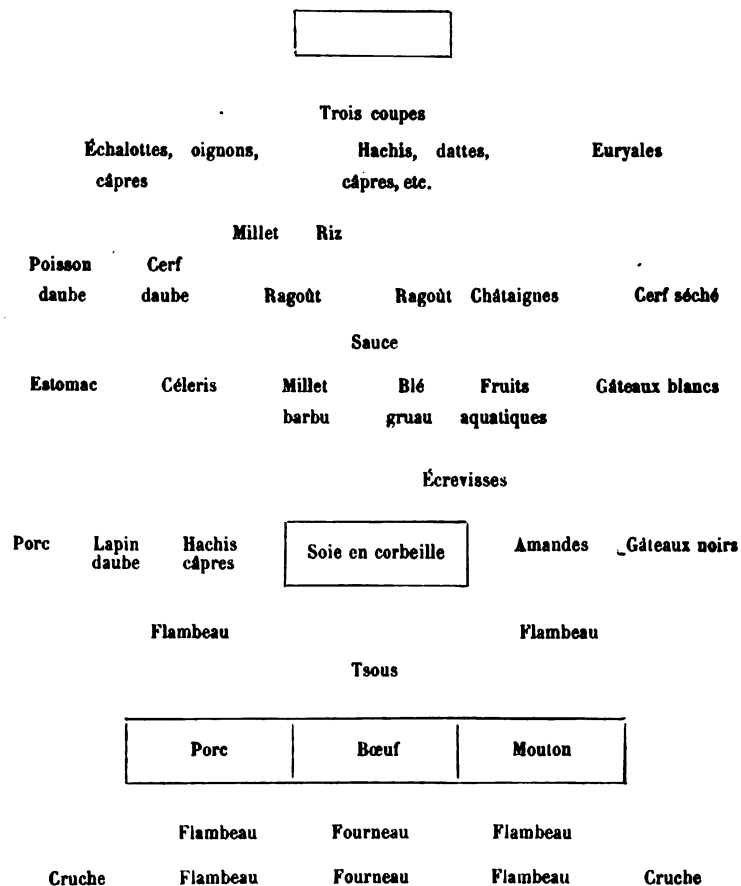 Trois coupes
Échalottes, oignons, Hachis, dattes, Euryales
câpres câpres, etc.
Millet Riz
Poisson Cerf
daube daube Ragoût Ragoût Châtaignes Cerf séché
Sauce
Estomac Céleris Millet Blé Fruits Gâteaux blancs
barbu gruau aquatiques
Écrevisses
Porc Lapin Hachis Soie en corbeille Amandes Gâteaux noirs
daube câpres
Flambeau Flambeau
Tsous
Porc Bœuf Mouton
Flambeau Fourneau Flambeau
Cruche Flambeau Fourneau Flambeau Cruche